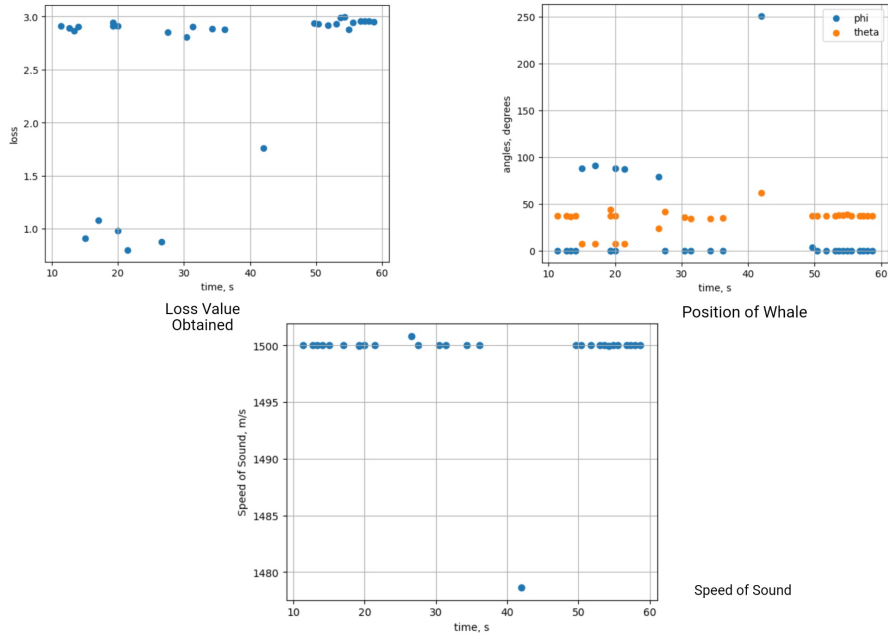 3.0
2.5
2.0
1.5
1.0
loss
10 20 30 40 50 60
time, s
Loss Value
Obtained
250
200
150
100
50
0
angles, degrees
phi
theta
10 20 30 40 50 60
time, s
Position of Whale
1500
1495
1490
1485
1480
Speed of Sound, m/s
10 20 30 40 50 60
time, s
Speed of Sound